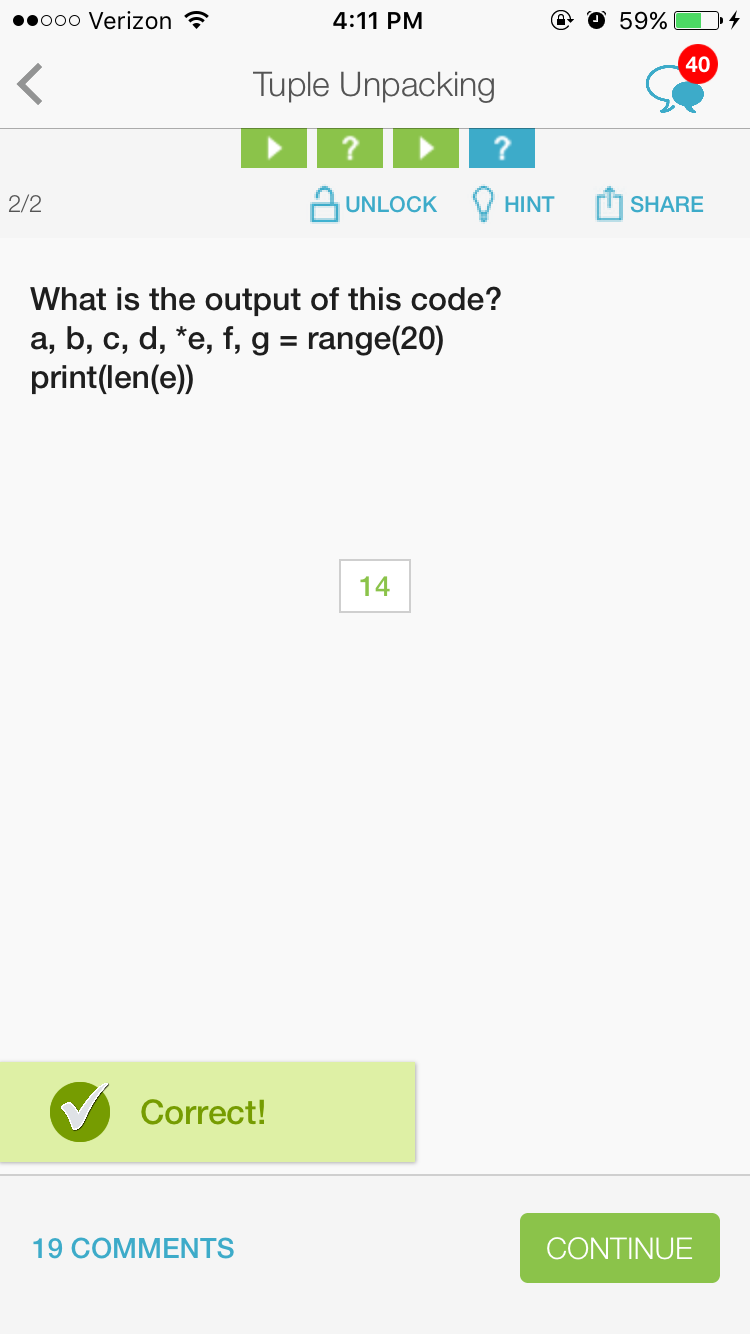 Verizon 4:11 PM 59%
Tuple Unpacking 40
? ?
2/2 UNLOCK HINT SHARE
What is the output of this code?
a, b, c, d, *e, f, g = range(20)
print(len(e))
14
Correct!
19 COMMENTS CONTINUE